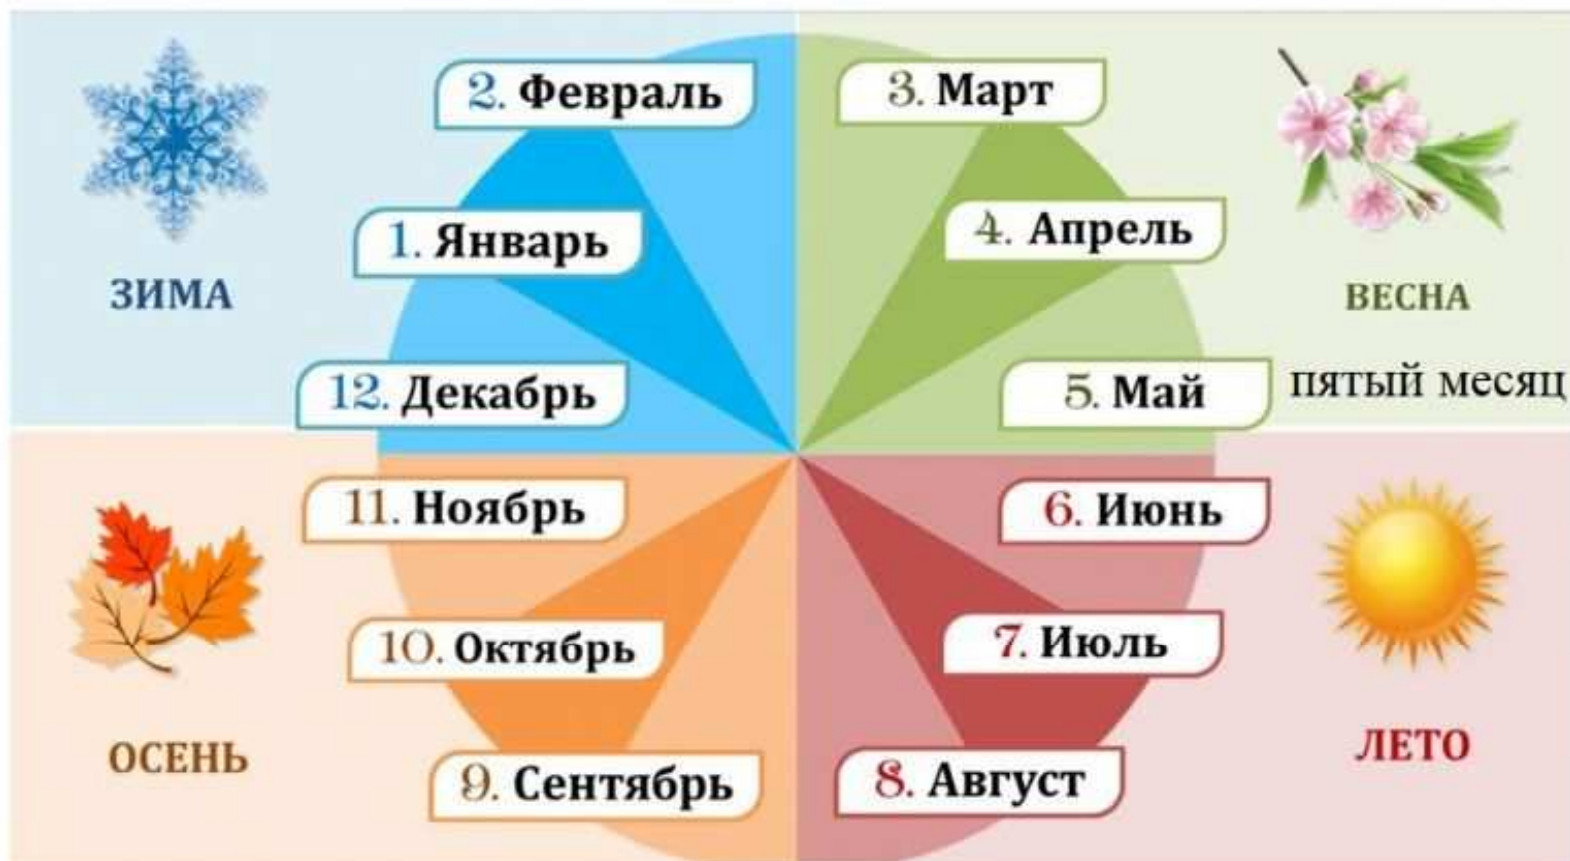 2. Февраль
1. Январь
ЗИМА
12. Декабрь
3. Март
4. Апрель
ВЕСНА
5. Май
пятый месяц
11. Ноябрь
10. Октябрь
ОСЕНЬ
9. Сентябрь
6. Июнь
7. Июль
ЛЕТО
8. Август